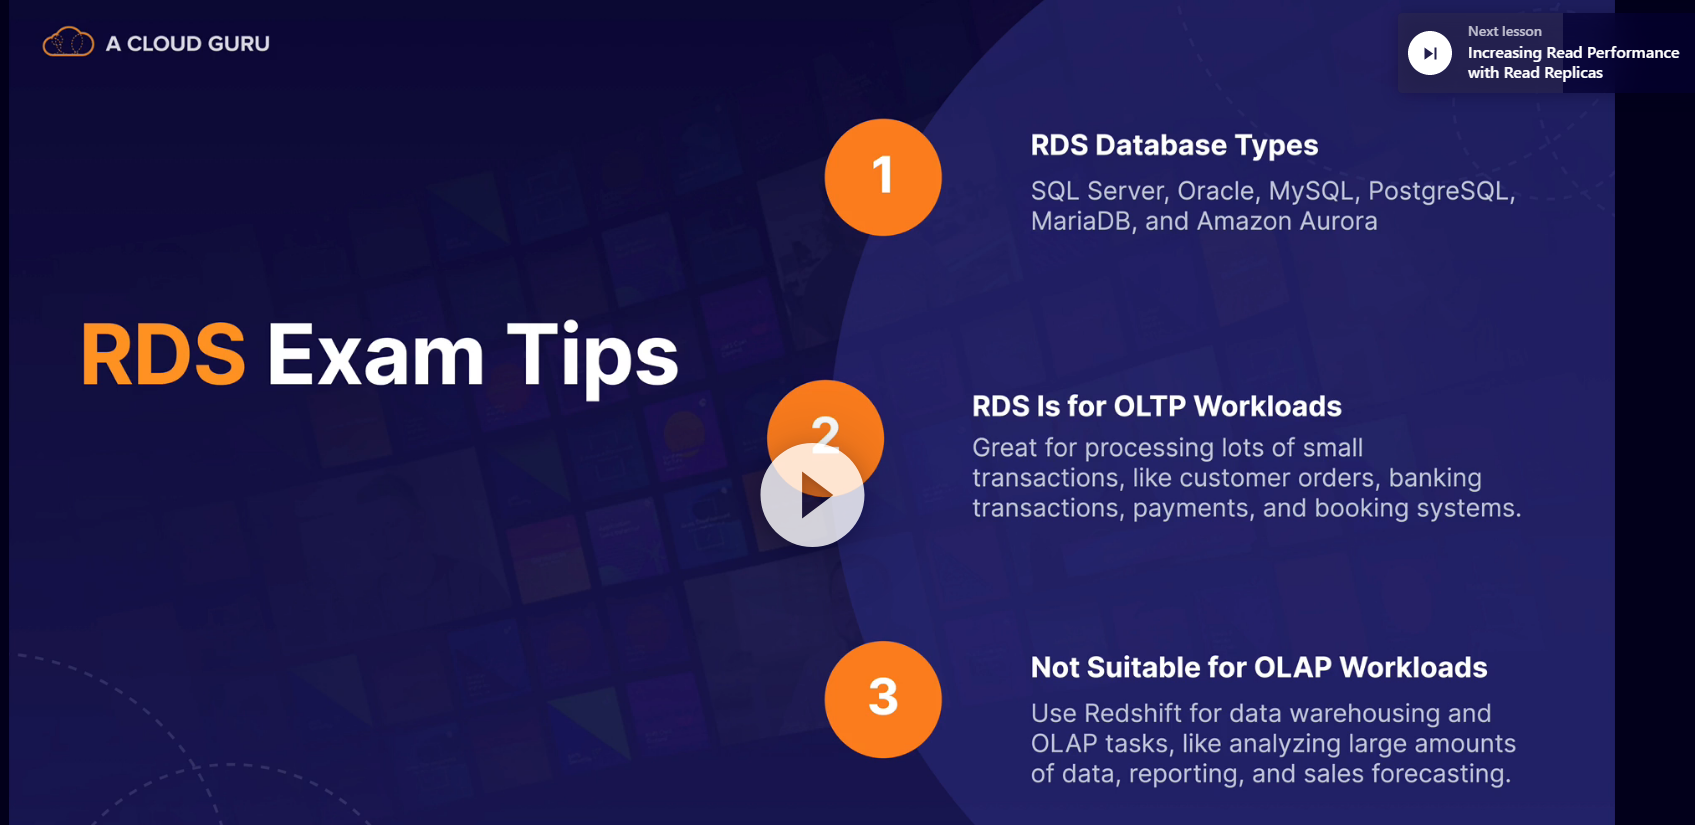 A CLOUD GURU
Next lesson
Increasing Read Performance
with Read Replicas
RDS Exam Tips
1
RDS Database Types
SQL Server, Oracle, MySQL, PostgreSQL,
MariaDB, and Amazon Aurora
2
RDS Is for OLTP Workloads
Great for processing lots of small
transactions, like customer orders, banking
transactions, payments, and booking systems.
3
Not Suitable for OLAP Workloads
Use Redshift for data warehousing and
OLAP tasks, like analyzing large amounts
of data, reporting, and sales forecasting.